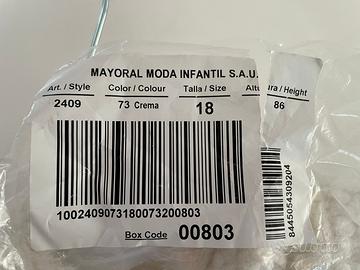 MAYORAL MODA INFANTIL S.A.U.
Art. / Style Color / Colour Talla / Size Altura / Height
2409 73 Crema 18 86
1002409073180073200803
Box Code 00803
8445054309204